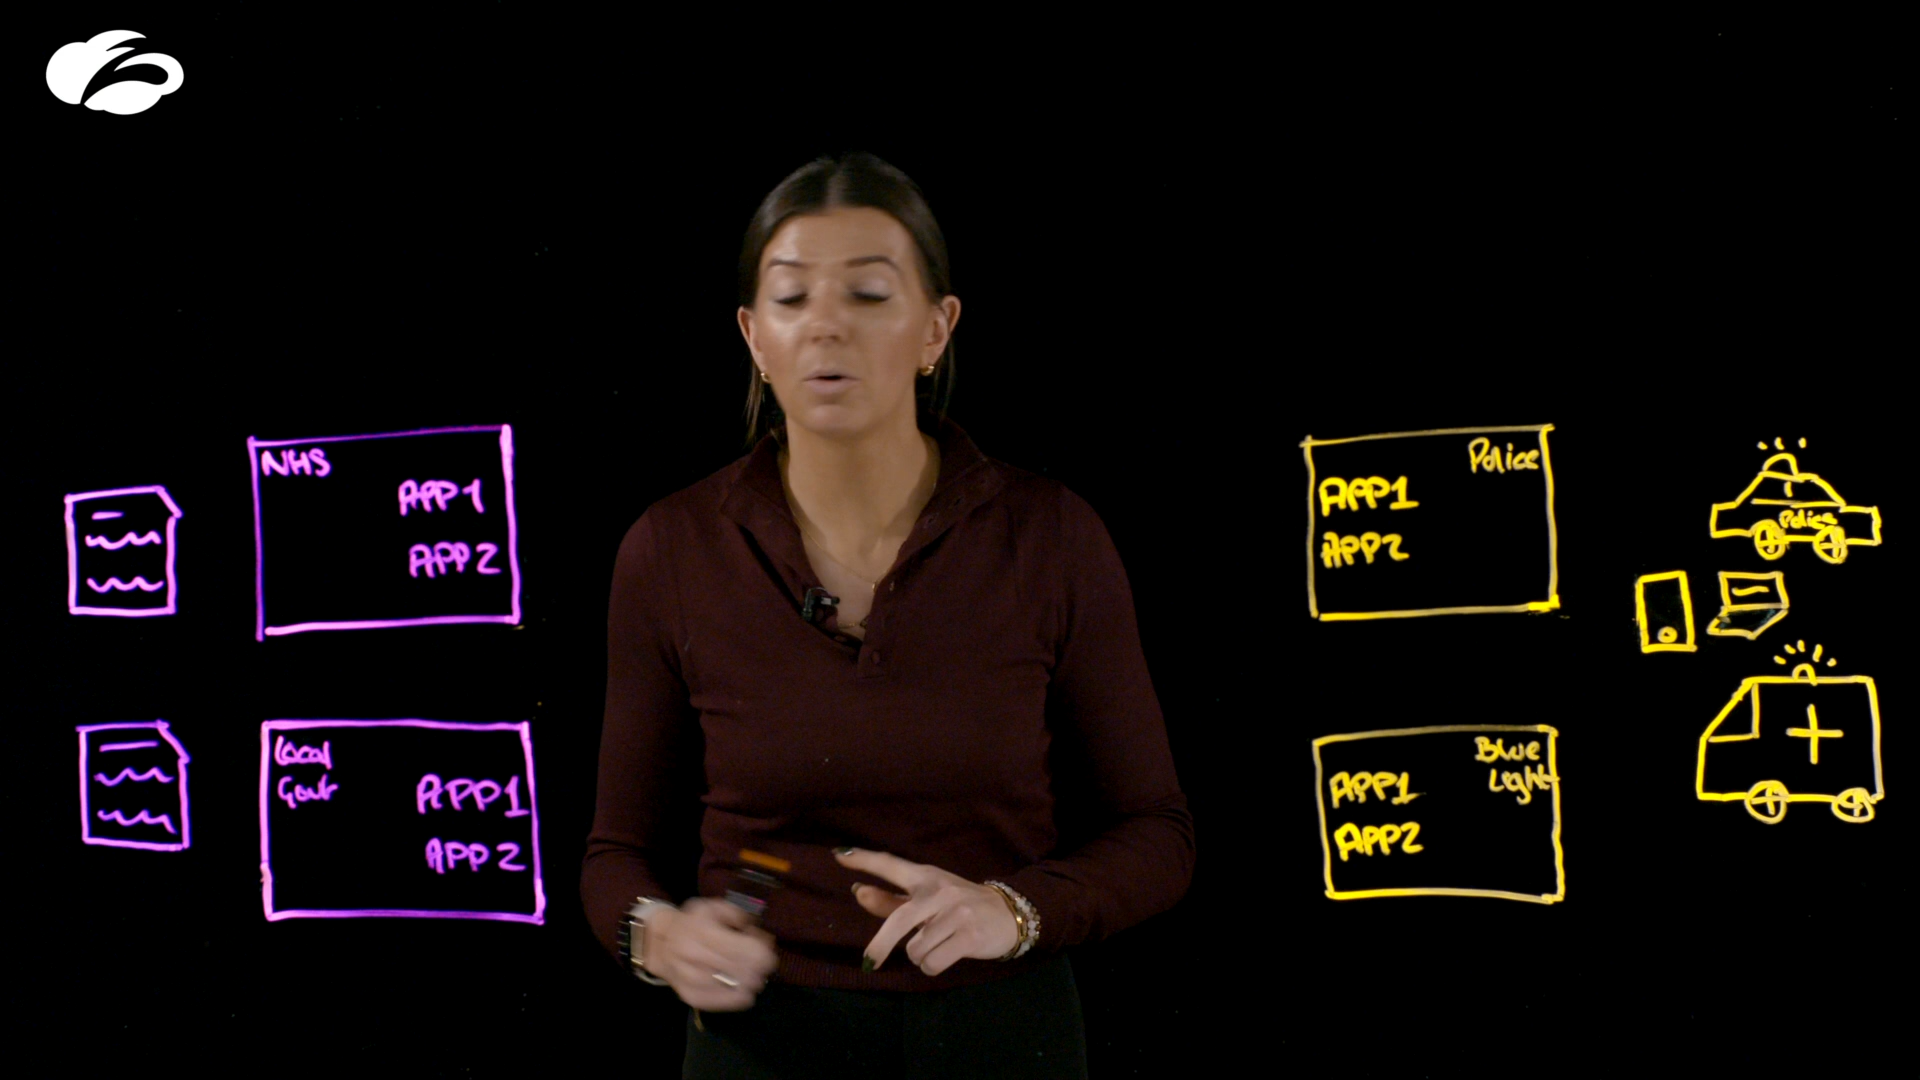 NHS
APP1
APP2
Local
Govt
APP1
APP2
Police
APP1
APP2
Police
Blue
Light
APP1
APP2